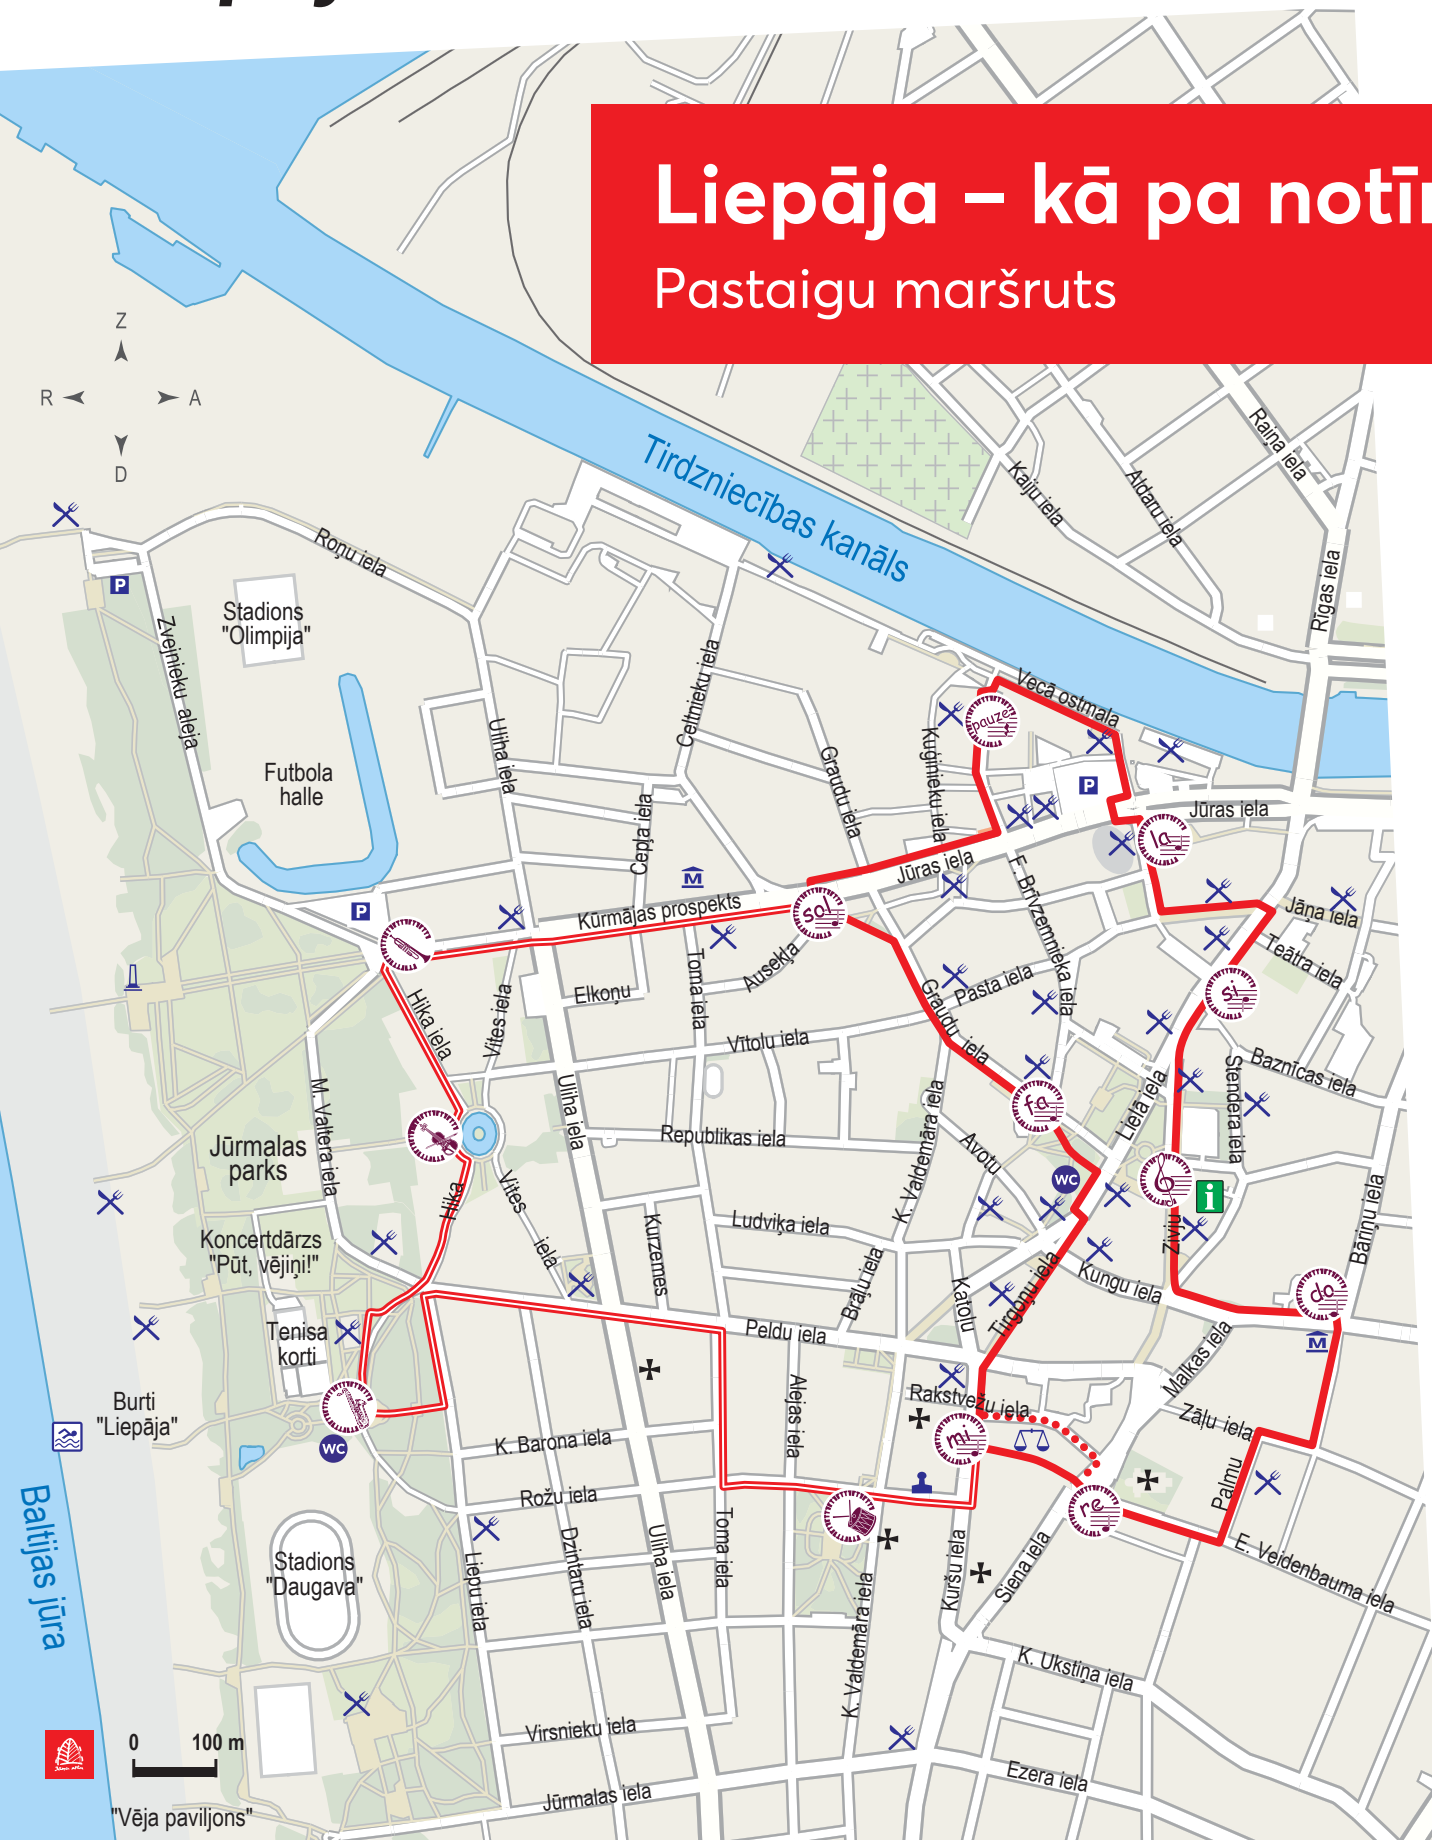 Liepāja – kā pa notīm
Pastaigu maršruts
Z
R
A
D
Tirdzniecības kanāls
Raiņa iela
Kaiju iela
Aldaru iela
Rīgas iela
Roņu iela
P
Stadions
"Olimpija"
Zvejnieku aleja
Futbola
halle
Uliha iela
Celtnieku iela
Vecā ostmala
pauze
Kuģinieku iela
Graudu iela
P
Jūras iela
la
Cepļa iela
Jūras iela
F. Brīvzemnieka iela
M
Kūrmājas prospekts
sol
P
Jāņa iela
Teātra iela
Ausekļa
Toma iela
Elkoņu
Pasta iela
Graudu iela
si
Hika iela
Vites iela
Vītolu iela
Baznīcas iela
Stendera iela
Lielā iela
Uliha iela
M. Valtera iela
fa
K. Valdemāra iela
Republikas iela
Avotu
Jūrmalas
parks
WC
i
Hika
Vites iela
Kurzemes
Ludviķa iela
Zivju
Bāriņu iela
Koncertdārzs
"Pūt, vējiņi!"
Brāļu iela
Katoļu
Tirgoņu iela
Kungu iela
do
Tenisa
korti
Peldu iela
M
Malkas iela
Burti
"Liepāja"
Alejas iela
Rakstvežu iela
Zāļu iela
mi
WC
K. Barona iela
Palmu
Rožu iela
re
Baltijas jūra
Stadions
"Daugava"
Liepu iela
Dzintaru iela
Uliha iela
Toma iela
K. Valdemāra iela
Kuršu iela
Siena iela
E. Veidenbauma iela
K. Ukstiņa iela
Virsnieku iela
0 100 m
Ezera iela
Jūrmalas iela
"Vēja paviljons"